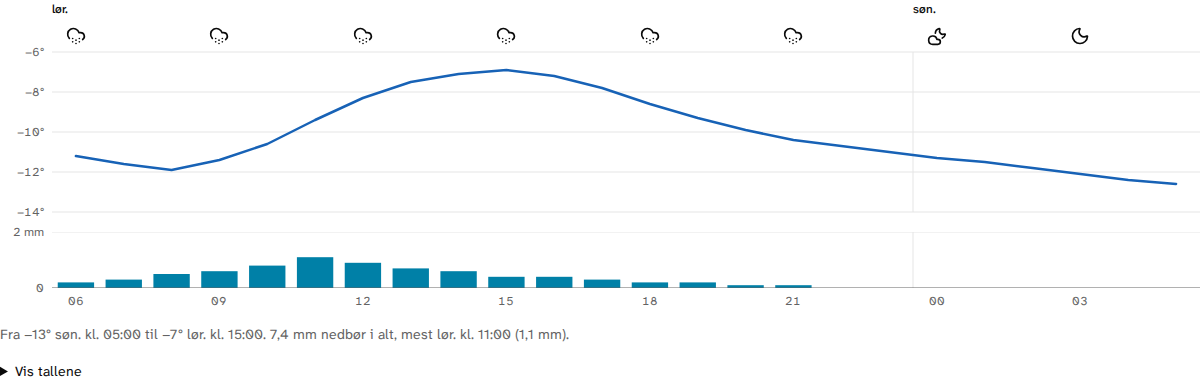 lør. søn.
−6°
−8°
−10°
−12°
−14°
2 mm
0
06 09 12 15 18 21 00 03
Fra −13° søn. kl. 05:00 til −7° lør. kl. 15:00. 7,4 mm nedbør i alt, mest lør. kl. 11:00 (1,1 mm).
Vis tallene